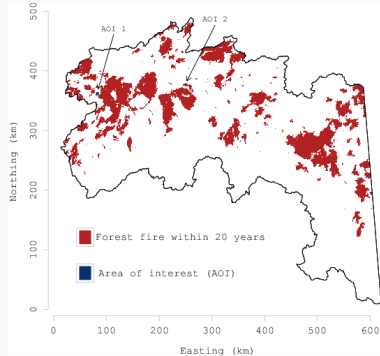 500
400
300
200
100
0
Northing (km)
AOI 1
AOI 2
Forest fire within 20 years
Area of interest (AOI)
0
100
200
300
400
500
600
Easting (km)